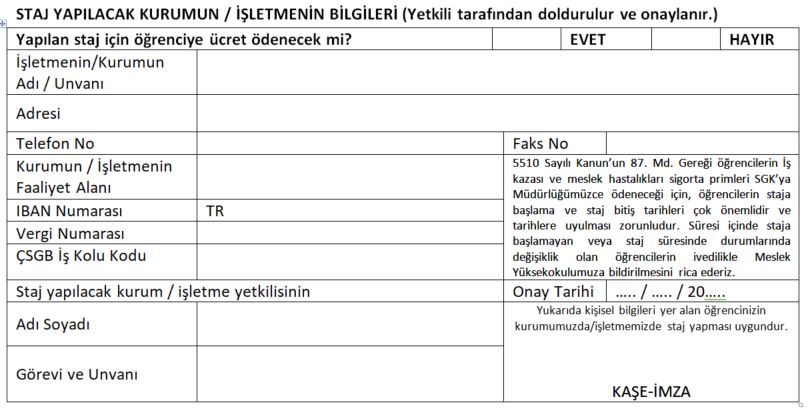 STAJ YAPILACAK KURUMUN / İŞLETMENİN BİLGİLERİ (Yetkili tarafından doldurulur ve onaylanır.)
Yapılan staj için öğrenciye ücret ödenecek mi? EVET HAYIR
İşletmenin/Kurumun
Adı / Unvanı
Adresi
Telefon No Faks No
Kurumun / İşletmenin
Faaliyet Alanı
IBAN Numarası TR
Vergi Numarası
ÇSGB İş Kolu Kodu
5510 Sayılı Kanun’un 87. Md. Gereği öğrencilerin İş
kazası ve meslek hastalıkları sigorta primleri SGK’ya
Müdürlüğümüzce ödeneceği için, öğrencilerin staja
başlama ve staj bitiş tarihleri çok önemlidir ve
tarihlere uyulması zorunludur. Süresi içinde staja
başlamayan veya staj süresinde durumlarında
değişiklik olan öğrencilerin ivedilikle Meslek
Yüksekokulumuza bildirilmesini rica ederiz.
Staj yapılacak kurum / işletme yetkilisinin Onay Tarihi ….. / ….. / 20…..
Adı Soyadı
Görevi ve Unvanı
Yukarıda kişisel bilgileri yer alan öğrencinizin
kurumumuzda/işletmemizde staj yapması uygundur.
KAŞE-İMZA